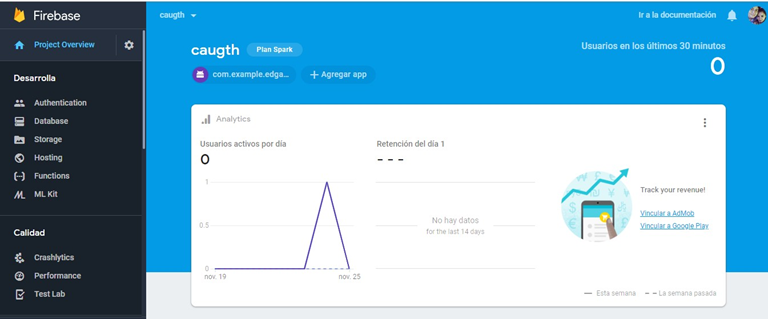 Firebase
Project Overview
Desarrolla
Authentication
Database
Storage
Hosting
Functions
ML Kit
Calidad
Crashlytics
Performance
Test Lab
caugth
Ir a la documentación
caugth
Plan Spark
com.example.edga...
+ Agregar app
Usuarios en los últimos 30 minutos
0
Analytics
Usuarios activos por día
0
1
0.5
0
nov. 19
nov. 25
Retención del día 1
---
No hay datos
for the last 14 days
Track your revenue!
Vincular a AdMob
Vincular a Google Play
Esta semana
La semana pasada